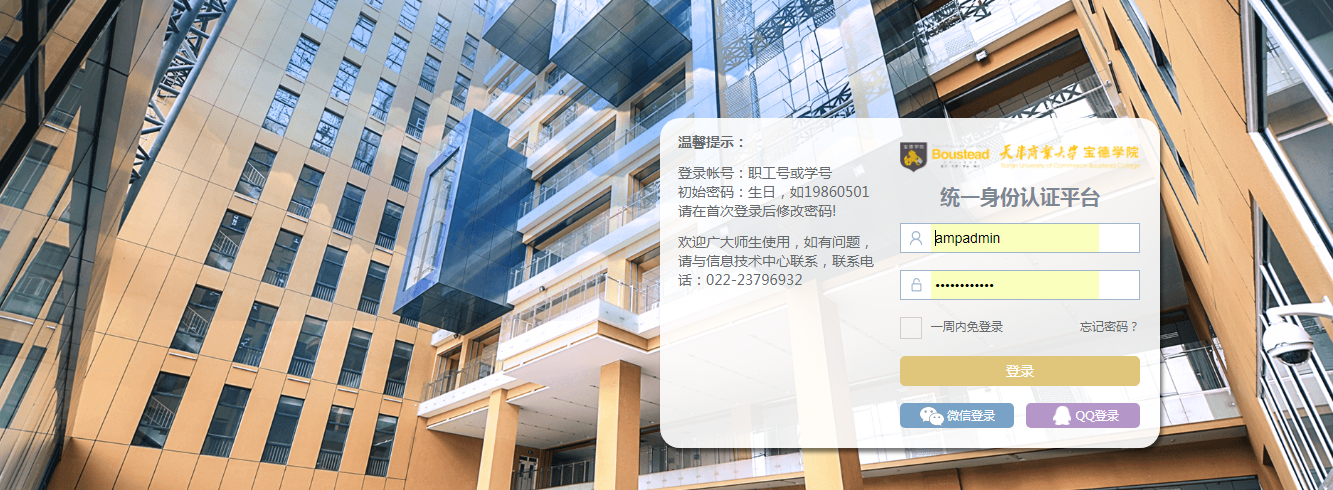 温馨提示：
登录帐号：职工号或学号
初始密码：生日，如19860501
请在首次登录后修改密码!
欢迎广大师生使用，如有问题，
请与信息技术中心联系，联系电
话：022-23796932
宝德学院
Boustead 天津商业大学 宝德学院
统一身份认证平台
ampadmin
••••••••••••
一周内免登录 忘记密码？
登录
微信登录 QQ登录